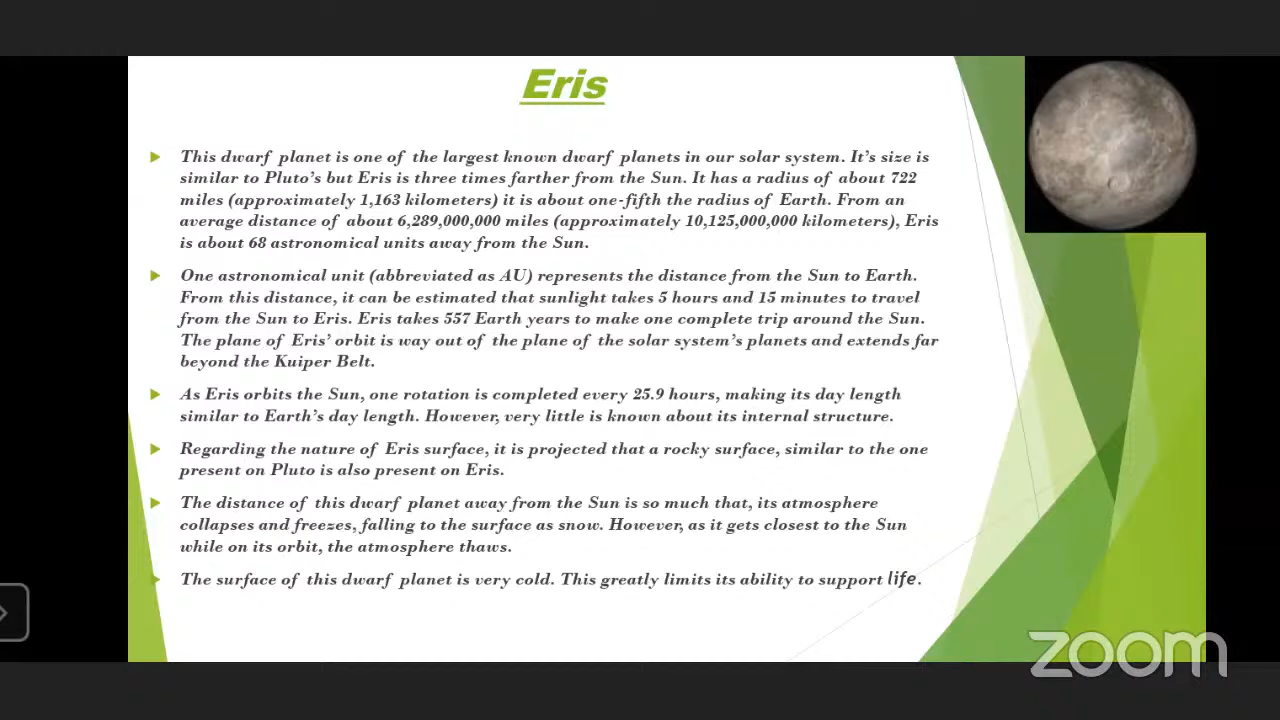 Eris
This dwarf planet is one of the largest known dwarf planets in our solar system. It's size is
similar to Pluto's but Eris is three times farther from the Sun. It has a radius of about 722
miles (approximately 1,163 kilometers) it is about one-fifth the radius of Earth. From an
average distance of about 6,289,000,000 miles (approximately 10,125,000,000 kilometers), Eris
is about 68 astronomical units away from the Sun.
One astronomical unit (abbreviated as AU) represents the distance from the Sun to Earth.
From this distance, it can be estimated that sunlight takes 5 hours and 15 minutes to travel
from the Sun to Eris. Eris takes 557 Earth years to make one complete trip around the Sun.
The plane of Eris' orbit is way out of the plane of the solar system's planets and extends far
beyond the Kuiper Belt.
As Eris orbits the Sun, one rotation is completed every 25.9 hours, making its day length
similar to Earth's day length. However, very little is known about its internal structure.
Regarding the nature of Eris surface, it is projected that a rocky surface, similar to the one
present on Pluto is also present on Eris.
The distance of this dwarf planet away from the Sun is so much that, its atmosphere
collapses and freezes, falling to the surface as snow. However, as it gets closest to the Sun
while on its orbit, the atmosphere thaws.
The surface of this dwarf planet is very cold. This greatly limits its ability to support life.
zoom